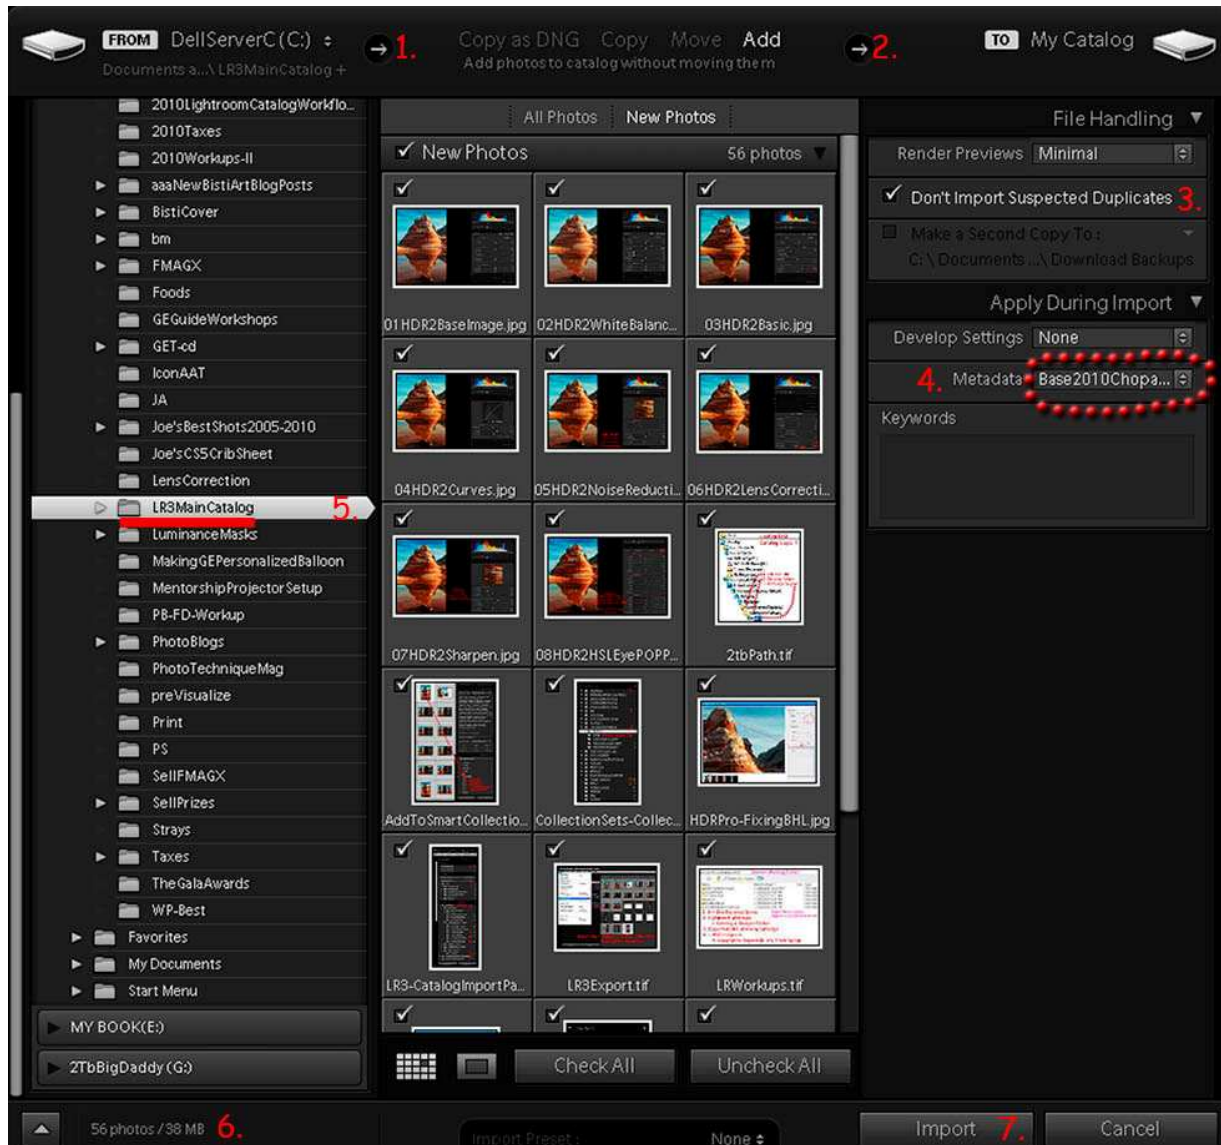 FROM DellServerC (C:)
Documents a...\ LR3MainCatalog +
1.
Copy as DNG Copy Move Add
Add photos to catalog without moving them
2.
TO My Catalog
2010LightroomCatalogWorkflo...
2010Taxes
2010Workups-II
aaaNewBistiArtBlogPosts
BistiCover
bm
FMAGX
Foods
GEGuideWorkshops
GET-cd
IconAAT
JA
Joe'sBestShots2005-2010
Joe'sCS5CribSheet
LensCorrection
LR3MainCatalog 5.
LuminanceMasks
MakingGEPersonalizedBalloon
MentorshipProjectorSetup
PB-FD-Workup
PhotoBlogs
PhotoTechniqueMag
preVisualize
Print
PS
SellFMAGX
SellPrizes
Strays
Taxes
TheGalaAwards
WP-Best
Favorites
My Documents
Start Menu
MY BOOK(E:)
2TbBigDaddy (G:)
All Photos New Photos
New Photos 56 photos
01HDR2BaseImage.jpg 02HDR2WhiteBalanc... 03HDR2Basic.jpg
04HDR2Curves.jpg 05HDR2NoiseReducti... 06HDR2LensCorrecti...
07HDR2Sharpen.jpg 08HDR2HSLEyePOPP... 2tbPath.tif
AddToSmartCollectio... CollectionSets-Collec... HDRPro-FixingBHL.jpg
LR3-CatalogImportPa... LR3Export.tif LRWorkups.tif
Check All Uncheck All
File Handling
Render Previews Minimal
Don't Import Suspected Duplicates 3.
Make a Second Copy To :
C: \ Documents ...\ Download Backups
Apply During Import
Develop Settings None
4. Metadata Base2010Chopa...
Keywords
56 photos / 38 MB 6.
Import Preset : None
Import 7. Cancel